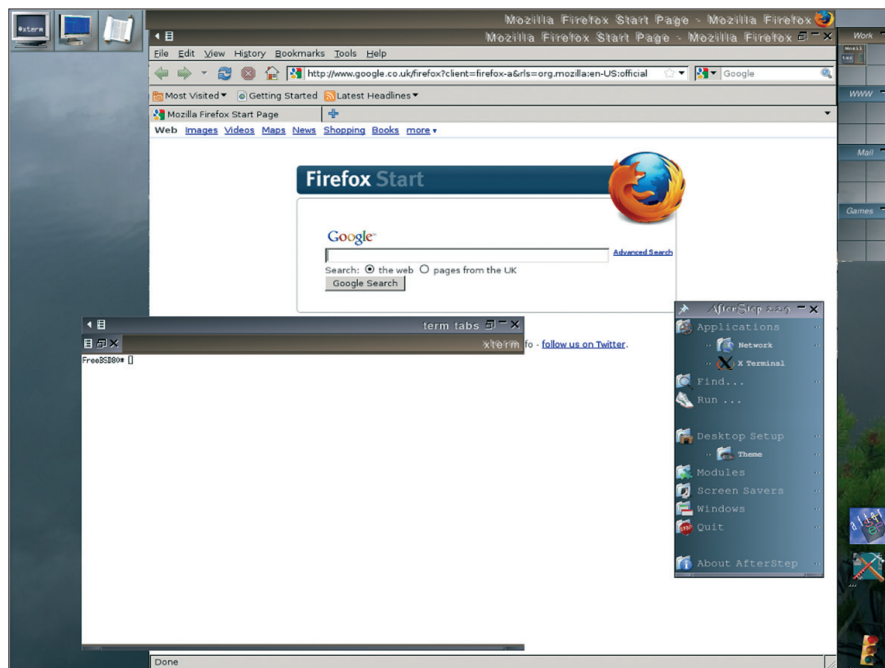 #xterm
Mozilla Firefox Start Page - Mozilla Firefox
Mozilla Firefox Start Page - Mozilla Firefox
File Edit View History Bookmarks Tools Help
http://www.google.co.uk/firefox?client=firefox-a&rls=org.mozilla:en-US:official
Google
Most Visited Getting Started Latest Headlines
Mozilla Firefox Start Page
Web Images Videos Maps News Shopping Books more
Firefox Start
Google
Advanced Search
Search: the web pages from the UK
Google Search
fo - follow us on Twitter.
term tabs
xterm
FreeBSD80#
Work
WWW
Mail
Games
Applications
Network
X Terminal
Find...
Run ...
Desktop Setup
Theme
Modules
Screen Savers
Windows
Quit
About AfterStep
Done